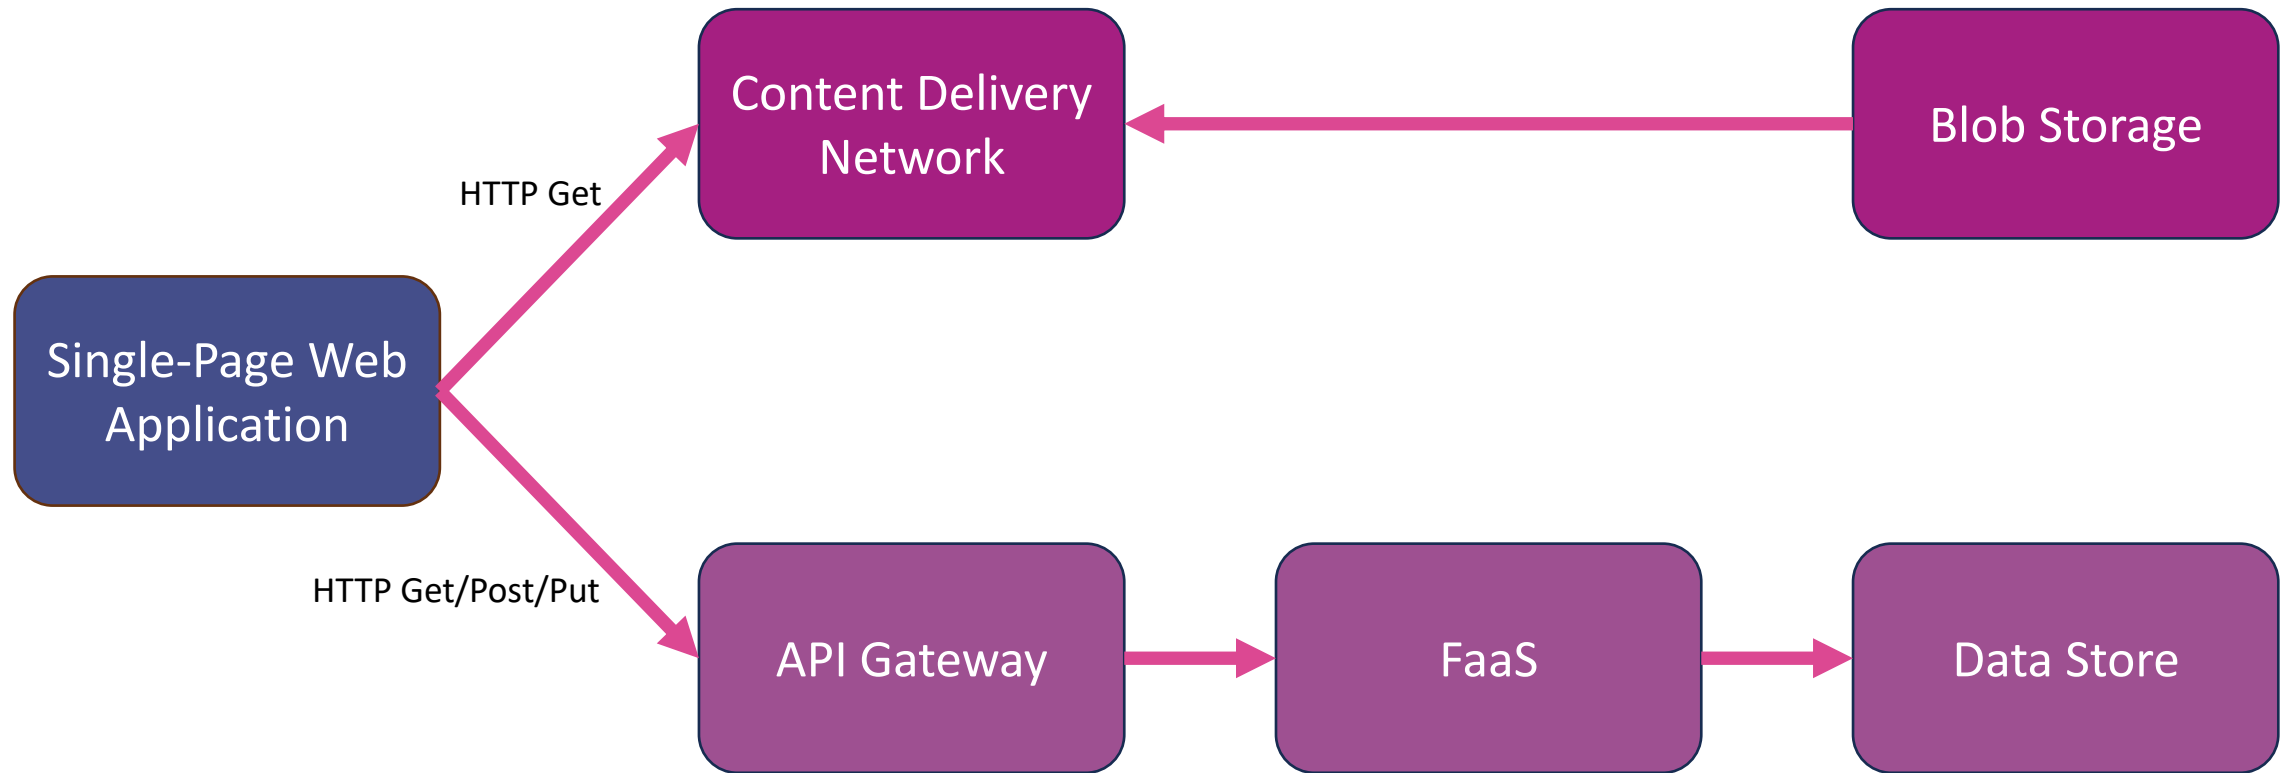 Content Delivery
Network
Blob Storage
HTTP Get
Single-Page Web
Application
HTTP Get/Post/Put
API Gateway
FaaS
Data Store